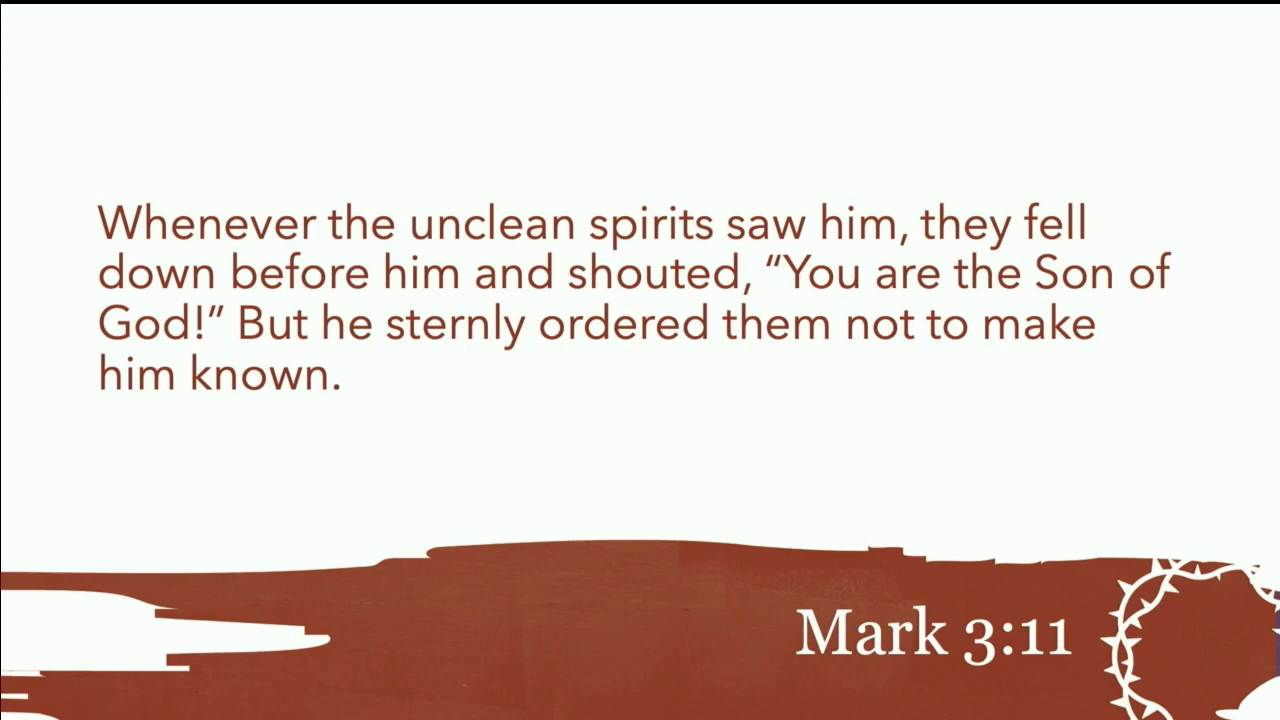 Whenever the unclean spirits saw him, they fell
down before him and shouted, “You are the Son of
God!” But he sternly ordered them not to make
him known.
Mark 3:11